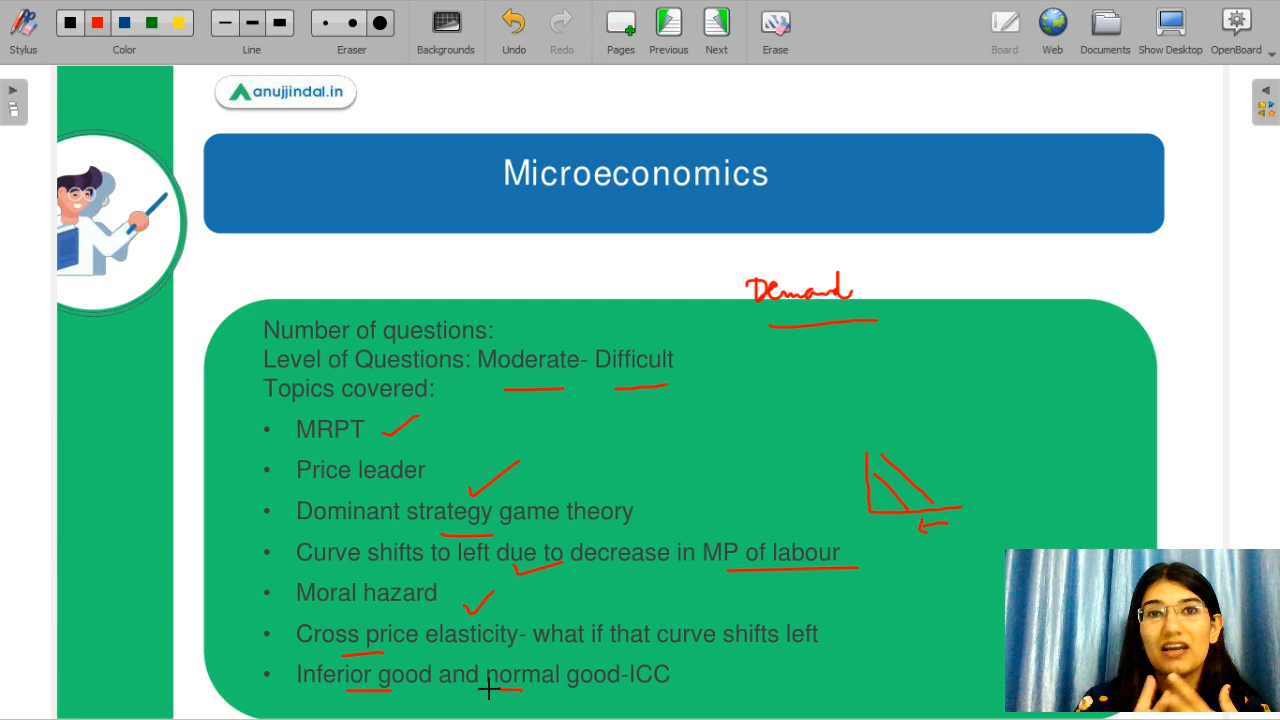 Stylus Color Line Eraser Backgrounds Undo Redo Pages Previous Next Erase Board Web Documents Show Desktop OpenBoard
anujjindal.in
Microeconomics
Demand
Number of questions:
Level of Questions: Moderate- Difficult
Topics covered:
• MRPT
• Price leader
• Dominant strategy game theory
• Curve shifts to left due to decrease in MP of labour
• Moral hazard
• Cross price elasticity- what if that curve shifts left
• Inferior good and normal good-ICC